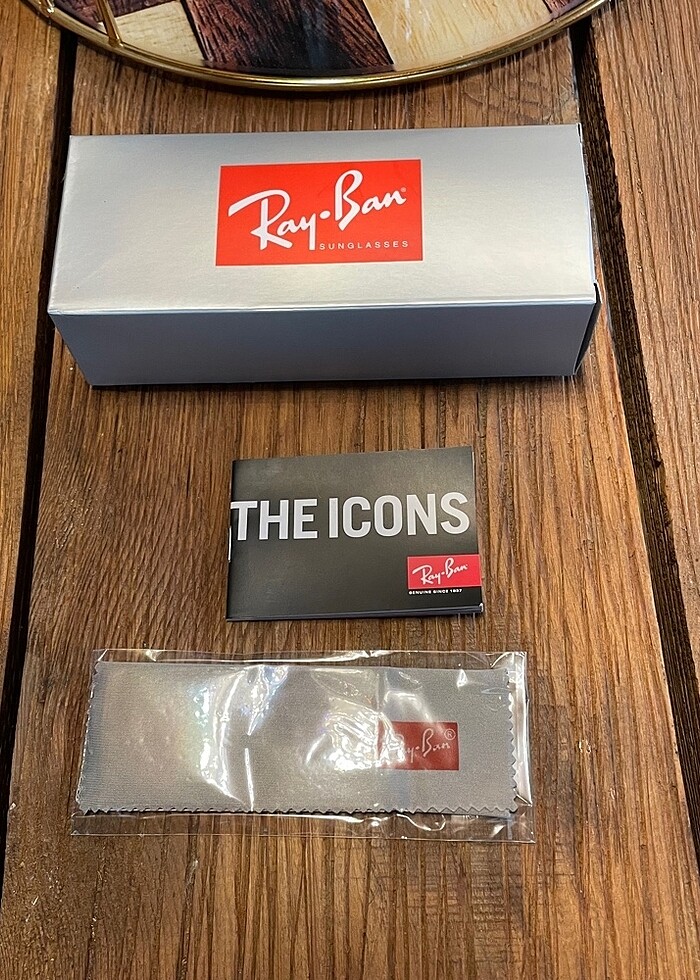 Ray-Ban®
SUNGLASSES
THE ICONS
Ray-Ban
GENUINE SINCE 1937
Ray-Ban®